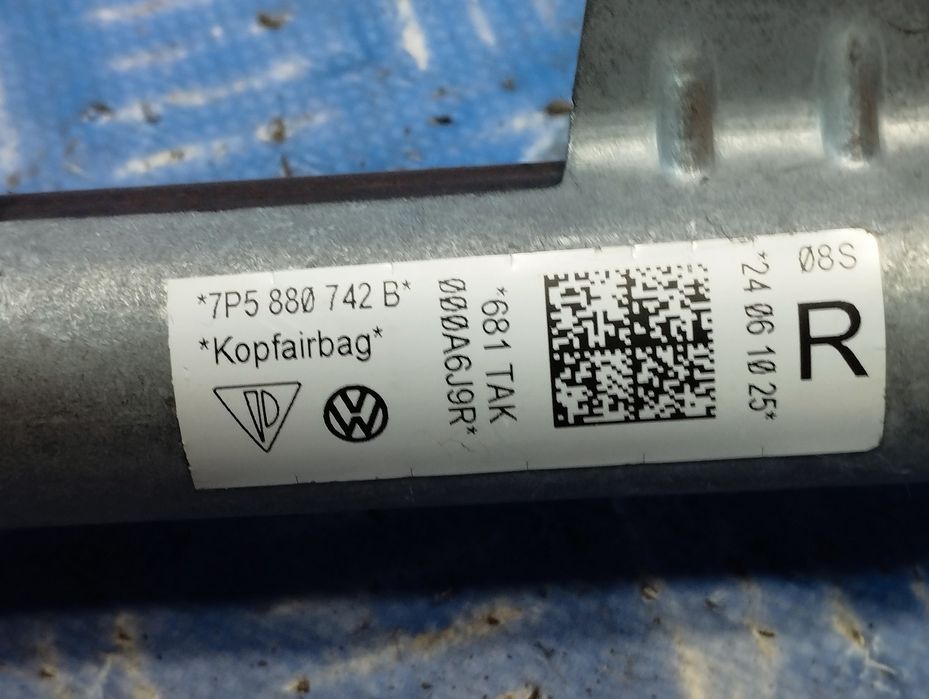 *7P5 880 742 B*
*Kopfairbag*
*681 TAK
000A6J9R*
*24 06 10 25*
08S
R